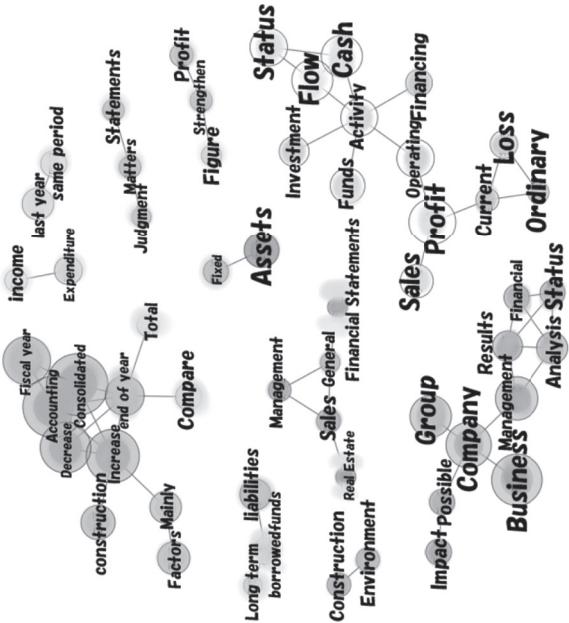 income
Expenditure
last year
same period
Fiscal year
Accounting
Consolidated
Decrease
Increase
end of year
Total
Compare
construction
Mainly
Factors
Statements
Matters
Judgment
Profit
Strengthen
Figure
Fixed
Assets
Long term
liabilities
borrowedfunds
Management
Sales
General
Financial Statements
Real Estate
Construction
Environment
Status
Flow
Cash
Investment
Activity
Funds
Financing
Operating
Profit
Sales
Current
Loss
Ordinary
Group
Company
Possible
Impact
Business
Management
Results
Financial
Status
Analysis